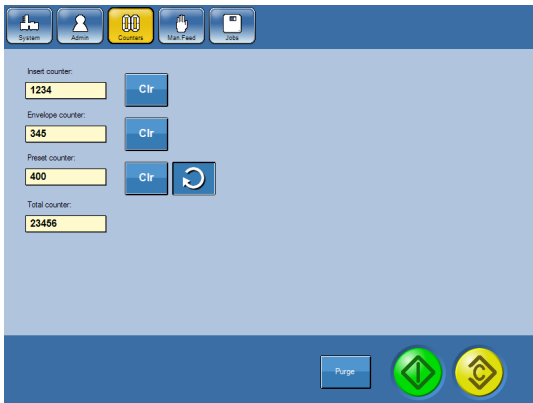 System Admin Counters Man.Feed Jobs
Insert counter:
1234 Clr
Envelope counter:
345 Clr
Preset counter:
400 Clr
Total counter:
23456
Purge C